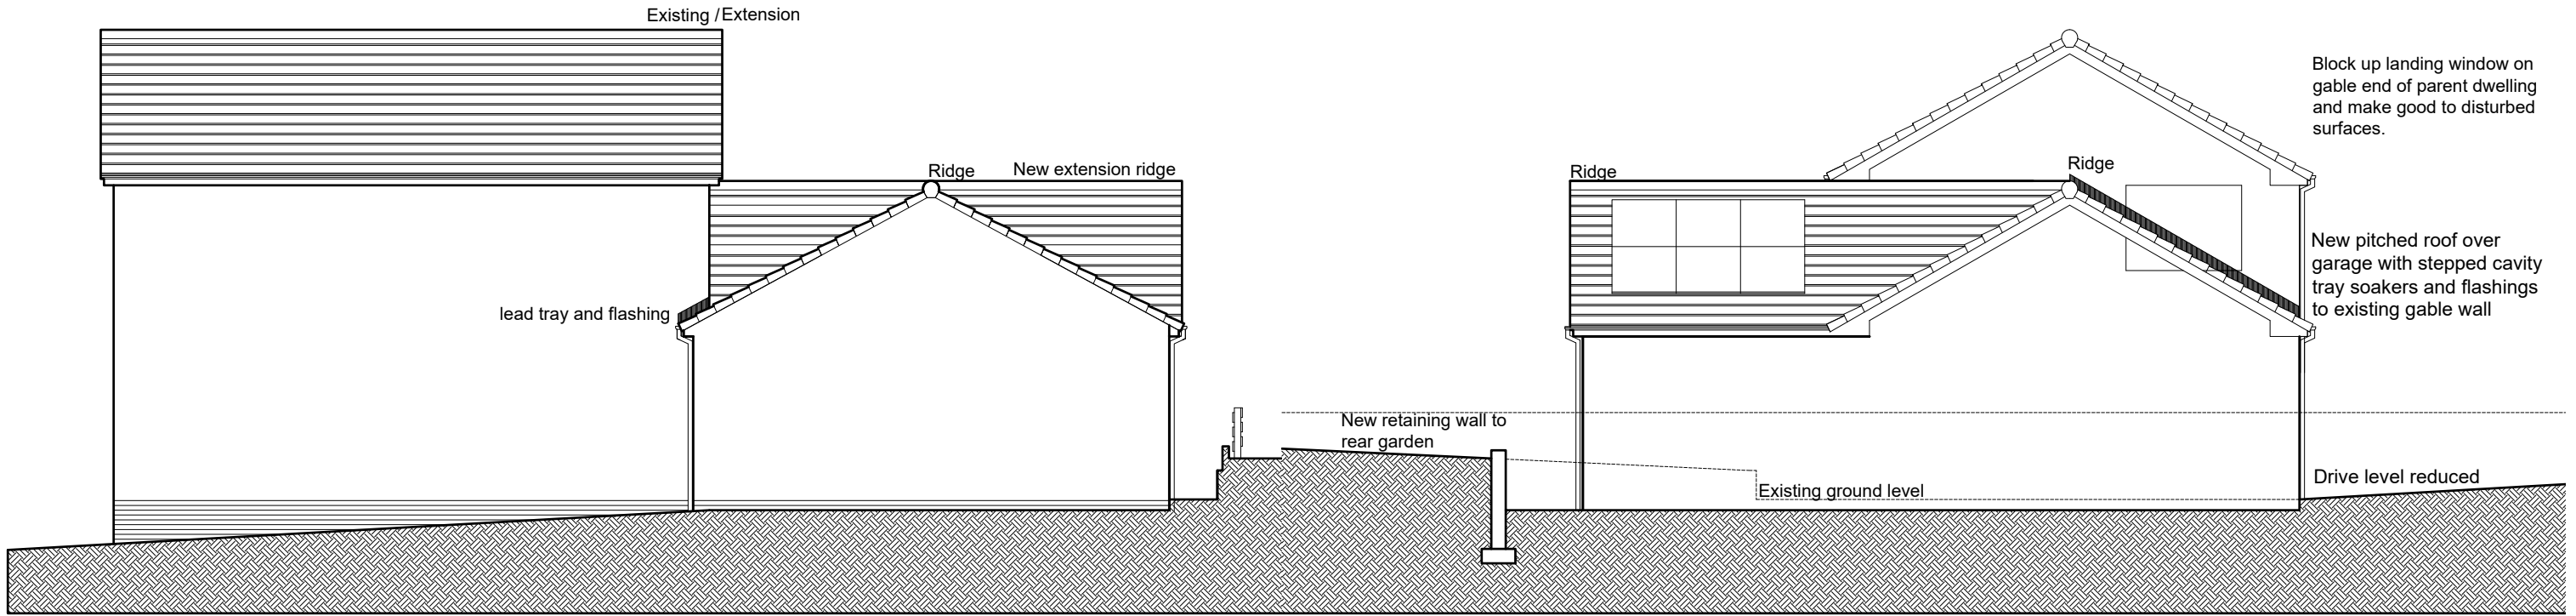 Existing / Extension
Block up landing window on
gable end of parent dwelling
and make good to disturbed
surfaces.
Ridge
New extension ridge
Ridge
Ridge
New pitched roof over
garage with stepped cavity
tray soakers and flashings
to existing gable wall
lead tray and flashing
New retaining wall to
rear garden
Existing ground level
Drive level reduced